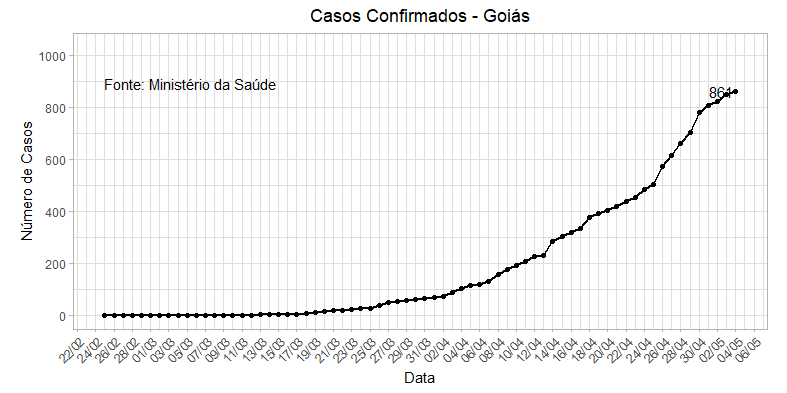 Casos Confirmados - Goiás
1000
800
600
400
200
0
Número de Casos
Fonte: Ministério da Saúde
861
22/02 24/02 26/02 28/02 01/03 03/03 05/03 07/03 09/03 11/03 13/03 15/03 17/03 19/03 21/03 23/03 25/03 27/03 29/03 31/03 02/04 04/04 06/04 08/04 10/04 12/04 14/04 16/04 18/04 20/04 22/04 24/04 26/04 28/04 30/04 02/05 04/05 06/05
Data